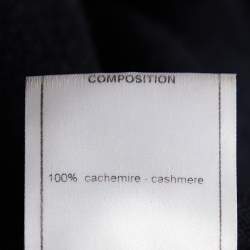 COMPOSITION
100% cachemire - cashmere